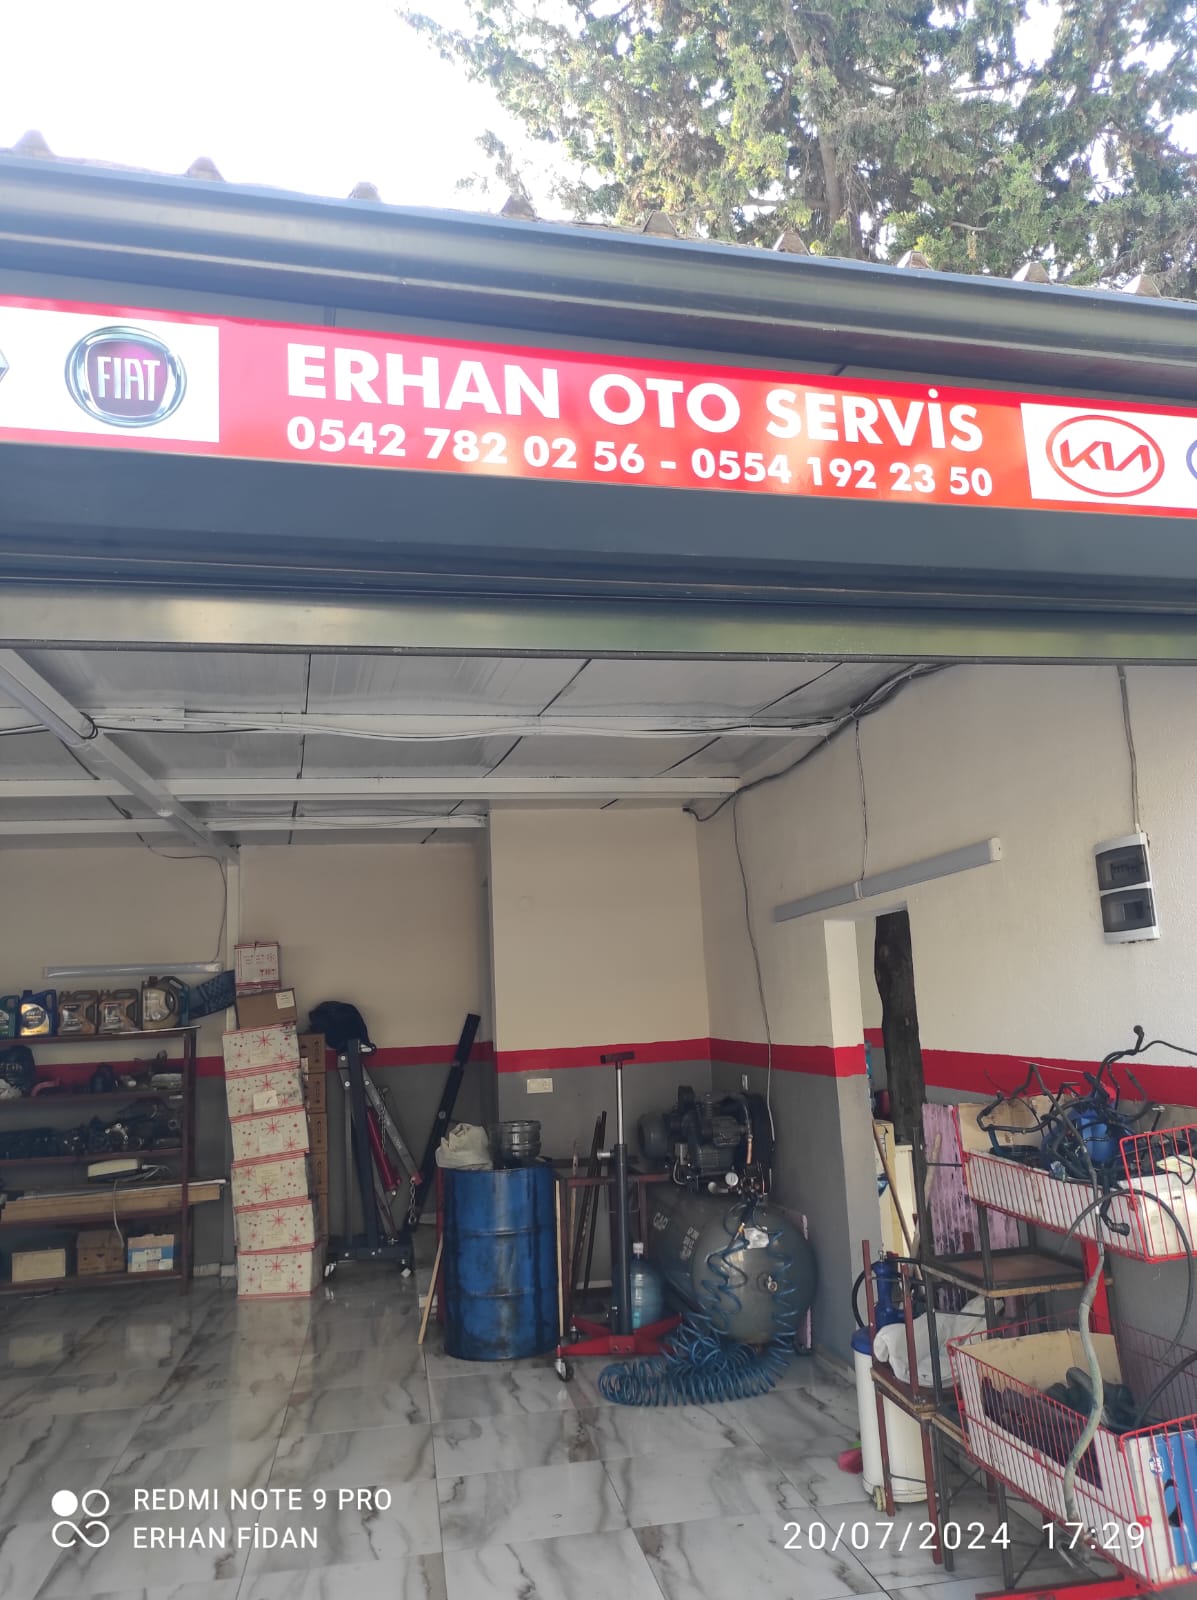 FIAT
ERHAN OTO SERVİS
0542 782 02 56 - 0554 192 23 50
KIA
REDMI NOTE 9 PRO
ERHAN FİDAN
20/07/2024 17:29